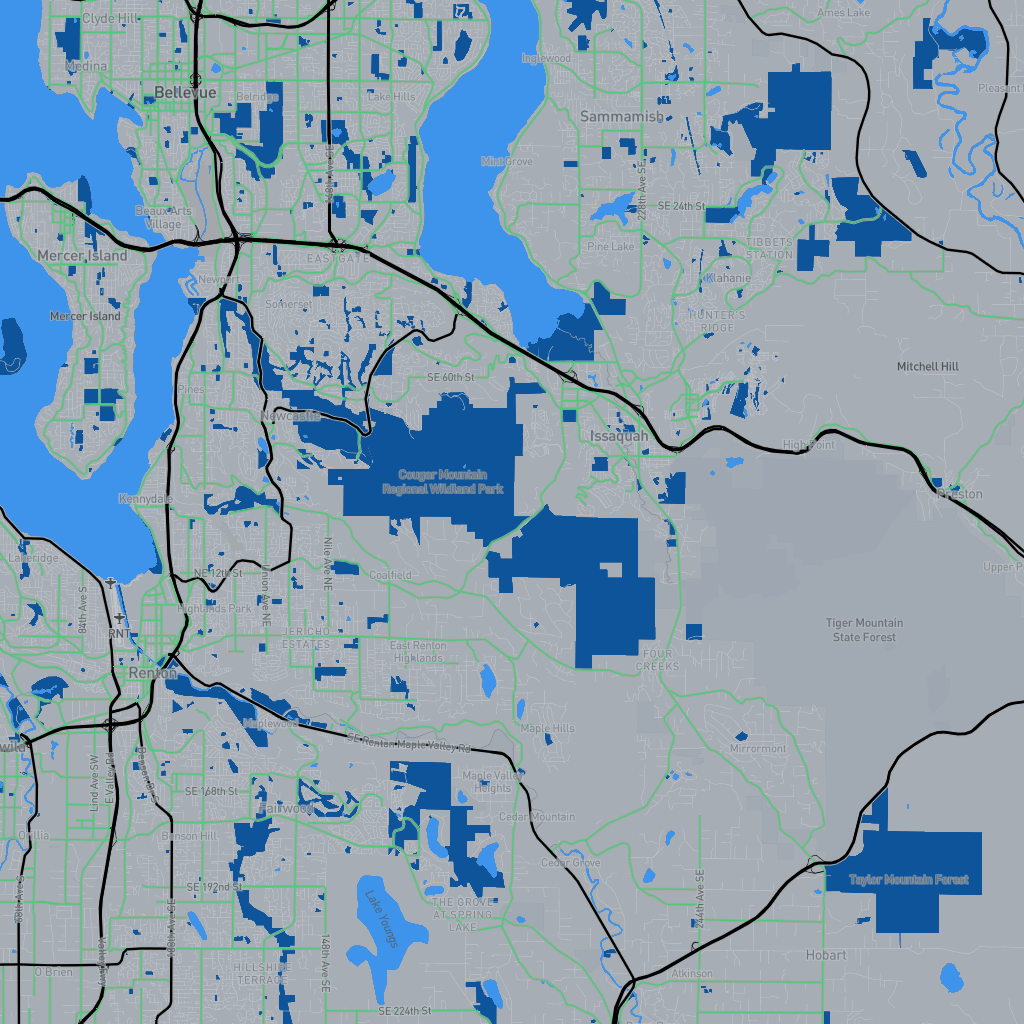 Clyde Hill
Ames Lake
Medina
Inglewood
Bellevue
Belridge
Lake Hills
Pleasant
Sammamish
Mint Grove
228th Ave SE
SE 24th St
Beaux Arts
Village
Mercer Island
EASTGATE
Pine Lake
TIBBETS
STATION
Newport
Klahanie
Somerset
Mercer Island
HUNTER'S
RIDGE
Mitchell Hill
SE 60th St
Pines
Newcastle
Issaquah
High Point
Cougar Mountain
Regional Wildland Park
Kennydale
Preston
Lakeridge
Nile Ave NE
Upper
NE 12th St
Coalfield
Union Ave NE
84th Ave S
Highlands Park
RNT
JERICHO
ESTATES
East Renton
Highlands
Tiger Mountain
State Forest
FOUR
CREEKS
Renton
Maplewood
Maple Hills
SE Renton Maple Valley Rd
Mirrormont
Lind Ave SW
E Valley Rd
Benson Dr S
Maple Valley
Heights
SE 168th St
Fairwood
Cedar Mountain
Benson Hill
Cedar Grove
SE 192nd St
Taylor Mountain Forest
68th Ave S
THE GROVE
AT SPRING
LAKE
Lake Youngs
244th Ave SE
148th Ave SE
Hobart
O'Brien
HILLSHIRE
TERRACE
Atkinson
SE 224th St